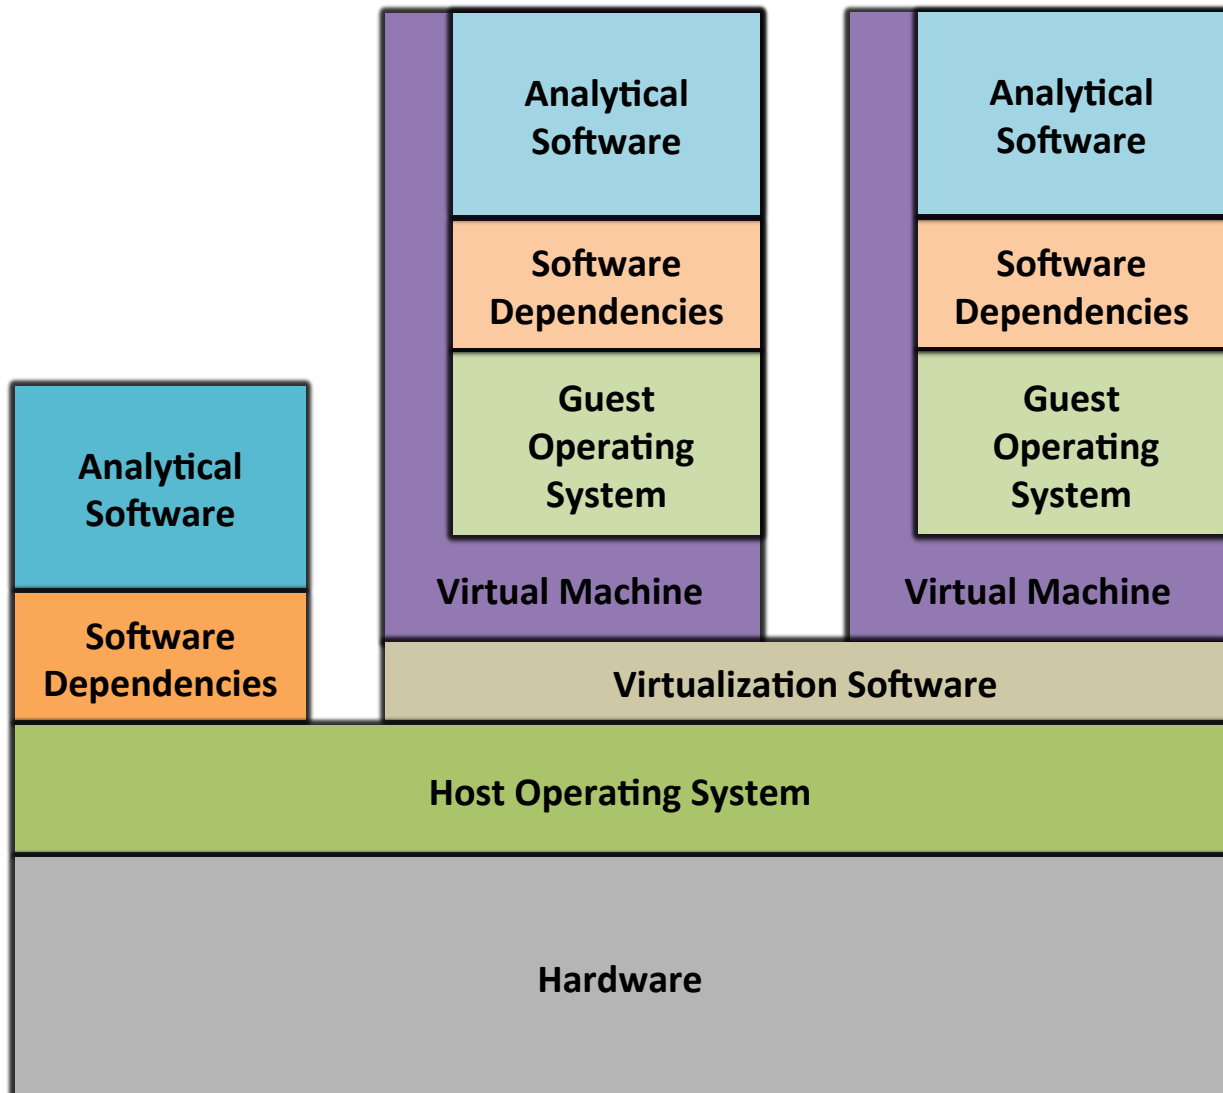 Analytical
Software
Software
Dependencies
Guest
Operating
System
Virtual Machine
Analytical
Software
Software
Dependencies
Guest
Operating
System
Virtual Machine
Analytical
Software
Software
Dependencies
Virtualization Software
Host Operating System
Hardware